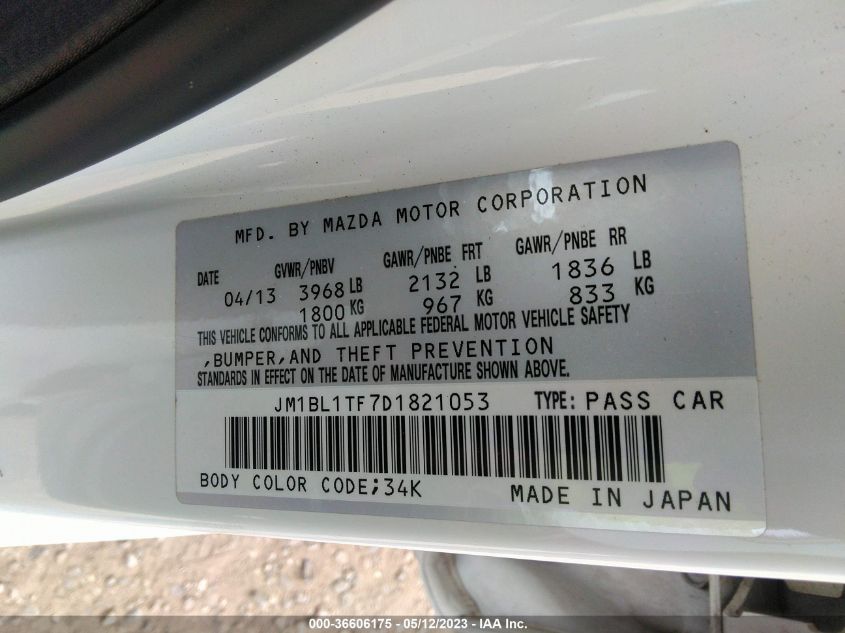 MFD. BY MAZDA MOTOR CORPORATION
DATE GVWR/PNBV GAWR/PNBE FRT GAWR/PNBE RR
04/13 3968 LB 2132 LB 1836 LB
1800 KG 967 KG 833 KG
THIS VEHICLE CONFORMS TO ALL APPLICABLE FEDERAL MOTOR VEHICLE SAFETY
,BUMPER,AND THEFT PREVENTION
STANDARDS IN EFFECT ON THE DATE OF MANUFACTURE SHOWN ABOVE.
JM1BL1TF7D1821053 TYPE: PASS CAR
BODY COLOR CODE;34K MADE IN JAPAN
000-36606175 - 05/12/2023 - IAA Inc.